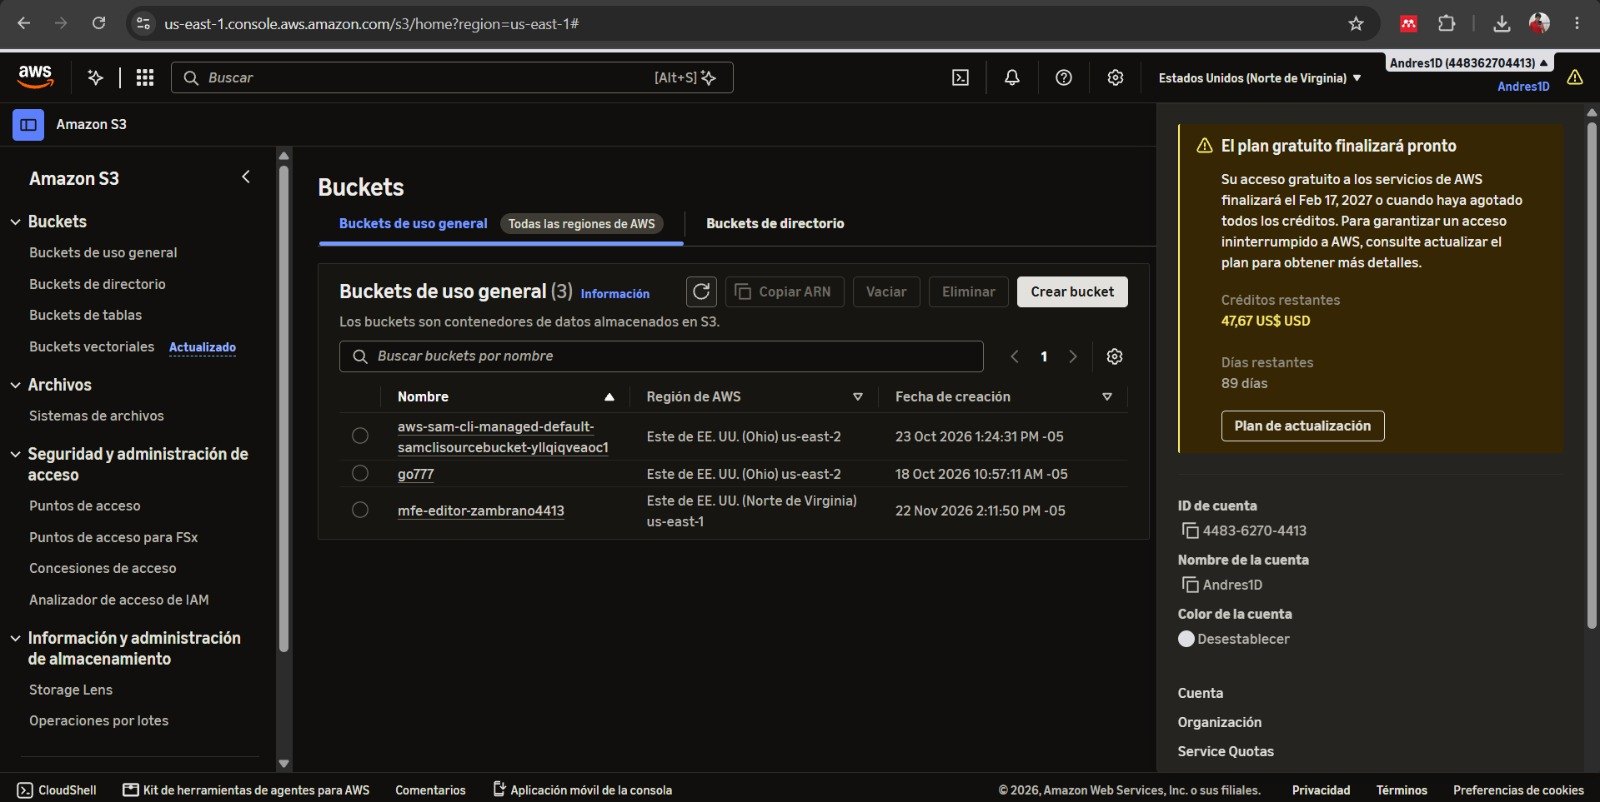 us-east-1.console.aws.amazon.com/s3/home?region=us-east-1#
aws
Buscar
[Alt+S]
Estados Unidos (Norte de Virginia)
Andres1D (448362704413)
Andres1D
Amazon S3
Amazon S3
Buckets
Buckets de uso general
Buckets de directorio
Buckets de tablas
Buckets vectoriales Actualizado
Archivos
Sistemas de archivos
Seguridad y administración de
acceso
Puntos de acceso
Puntos de acceso para FSx
Concesiones de acceso
Analizador de acceso de IAM
Información y administración
de almacenamiento
Storage Lens
Operaciones por lotes
Buckets
Buckets de uso general Todas las regiones de AWS Buckets de directorio
Buckets de uso general (3) Información
Copiar ARN Vaciar Eliminar Crear bucket
Los buckets son contenedores de datos almacenados en S3.
Buscar buckets por nombre
1
Nombre Región de AWS Fecha de creación
aws-sam-cli-managed-default-
samclisourcebucket-yllqiqveaoc1
Este de EE. UU. (Ohio) us-east-2 23 Oct 2026 1:24:31 PM -05
go777 Este de EE. UU. (Ohio) us-east-2 18 Oct 2026 10:57:11 AM -05
mfe-editor-zambrano4413
Este de EE. UU. (Norte de Virginia)
us-east-1
22 Nov 2026 2:11:50 PM -05
El plan gratuito finalizará pronto
Su acceso gratuito a los servicios de AWS
finalizará el Feb 17, 2027 o cuando haya agotado
todos los créditos. Para garantizar un acceso
ininterrumpido a AWS, consulte actualizar el
plan para obtener más detalles.
Créditos restantes
47,67 US$ USD
Días restantes
89 días
Plan de actualización
ID de cuenta
4483-6270-4413
Nombre de la cuenta
Andres1D
Color de la cuenta
Desestablecer
Cuenta
Organización
Service Quotas
CloudShell Kit de herramientas de agentes para AWS Comentarios Aplicación móvil de la consola
© 2026, Amazon Web Services, Inc. o sus filiales. Privacidad Términos Preferencias de cookies